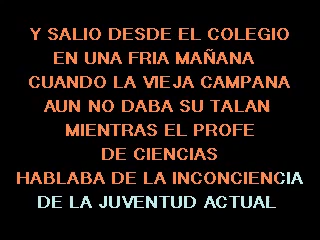 Y SALIO DESDE EL COLEGIO
EN UNA FRIA MAÑANA
CUANDO LA VIEJA CAMPANA
AUN NO DABA SU TALAN
MIENTRAS EL PROFE
DE CIENCIAS
HABLABA DE LA INCONCIENCIA
DE LA JUVENTUD ACTUAL